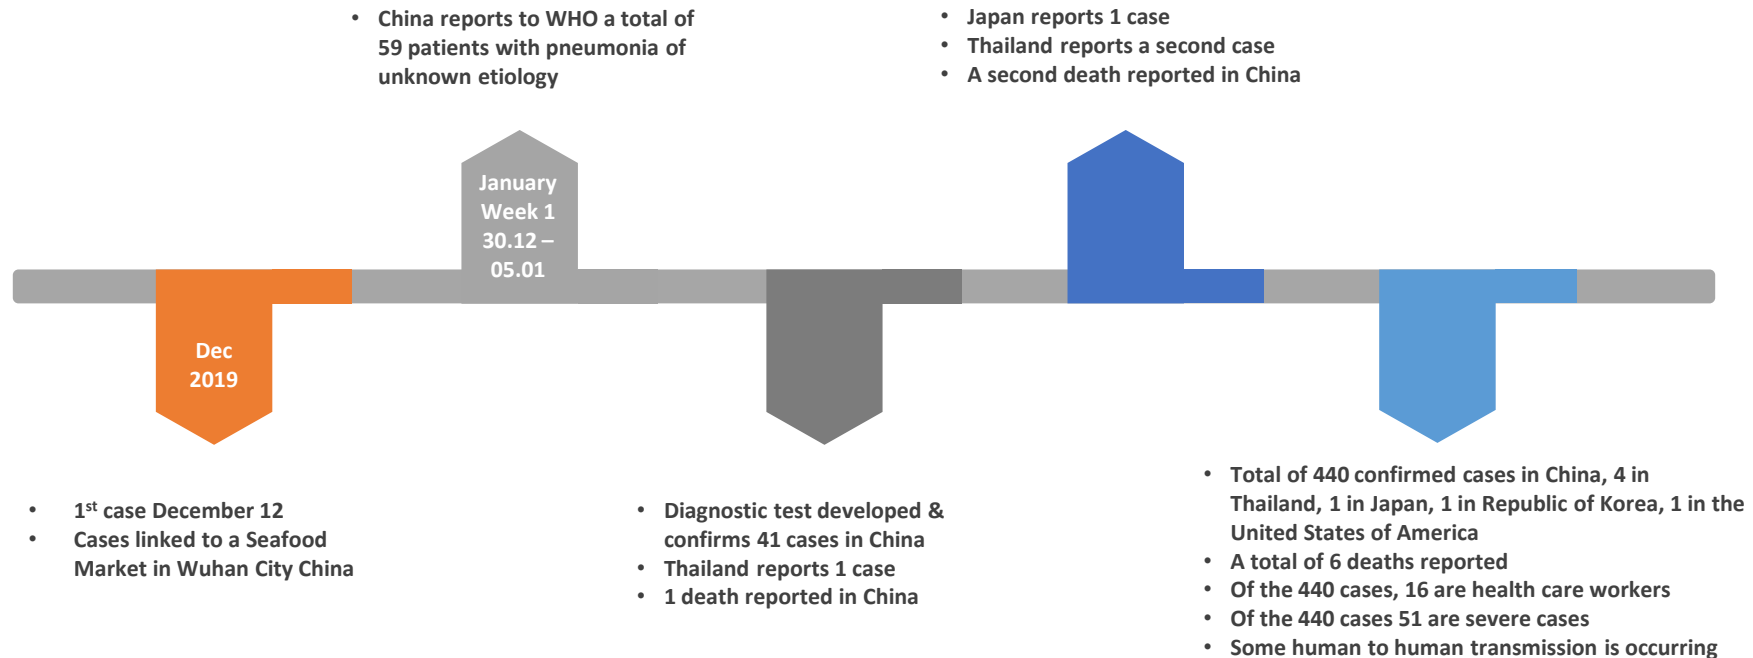 • China reports to WHO a total of
59 patients with pneumonia of
unknown etiology
• Japan reports 1 case
• Thailand reports a second case
• A second death reported in China
January
Week 1
30.12 –
05.01
Dec
2019
• 1st case December 12
• Cases linked to a Seafood
Market in Wuhan City China
• Diagnostic test developed &
confirms 41 cases in China
• Thailand reports 1 case
• 1 death reported in China
• Total of 440 confirmed cases in China, 4 in
Thailand, 1 in Japan, 1 in Republic of Korea, 1 in the
United States of America
• A total of 6 deaths reported
• Of the 440 cases, 16 are health care workers
• Of the 440 cases 51 are severe cases
• Some human to human transmission is occurring